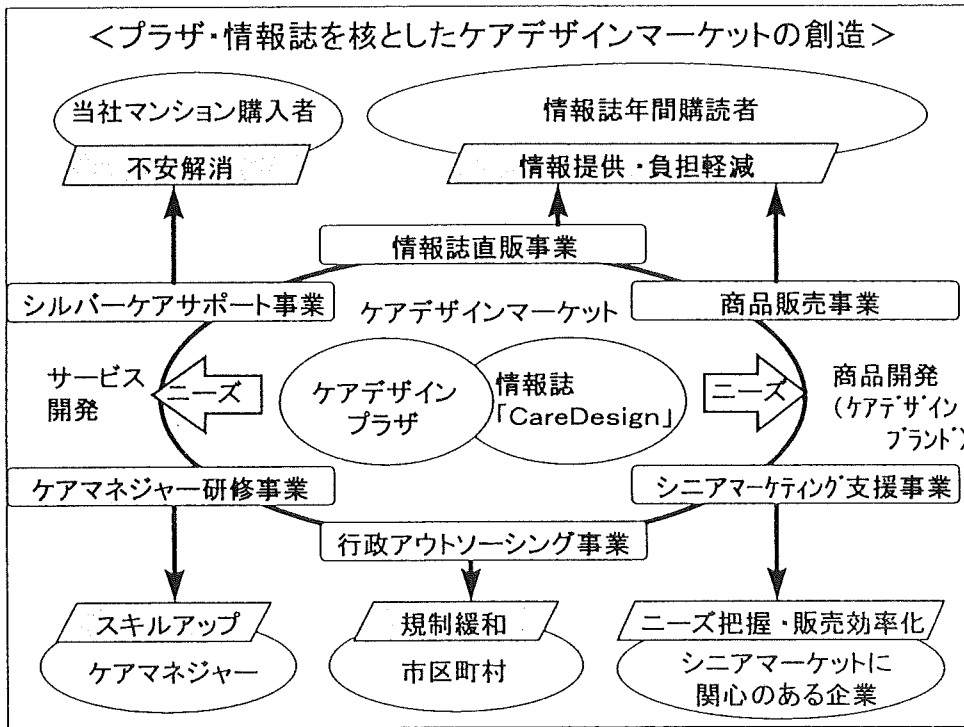 ＜プラザ・情報誌を核としたケアデザインマーケットの創造＞
当社マンション購入者
不安解消
情報誌年間購読者
情報提供・負担軽減
情報誌直販事業
シルバーケアサポート事業
商品販売事業
ケアデザインマーケット
サービス
開発
ニーズ
ケアデザイン
プラザ
情報誌
「CareDesign」
ニーズ
商品開発
（ケアデザイン
ブランド）
ケアマネジャー研修事業
シニアマーケティング支援事業
行政アウトソーシング事業
スキルアップ
ケアマネジャー
規制緩和
市区町村
ニーズ把握・販売効率化
シニアマーケットに
関心のある企業